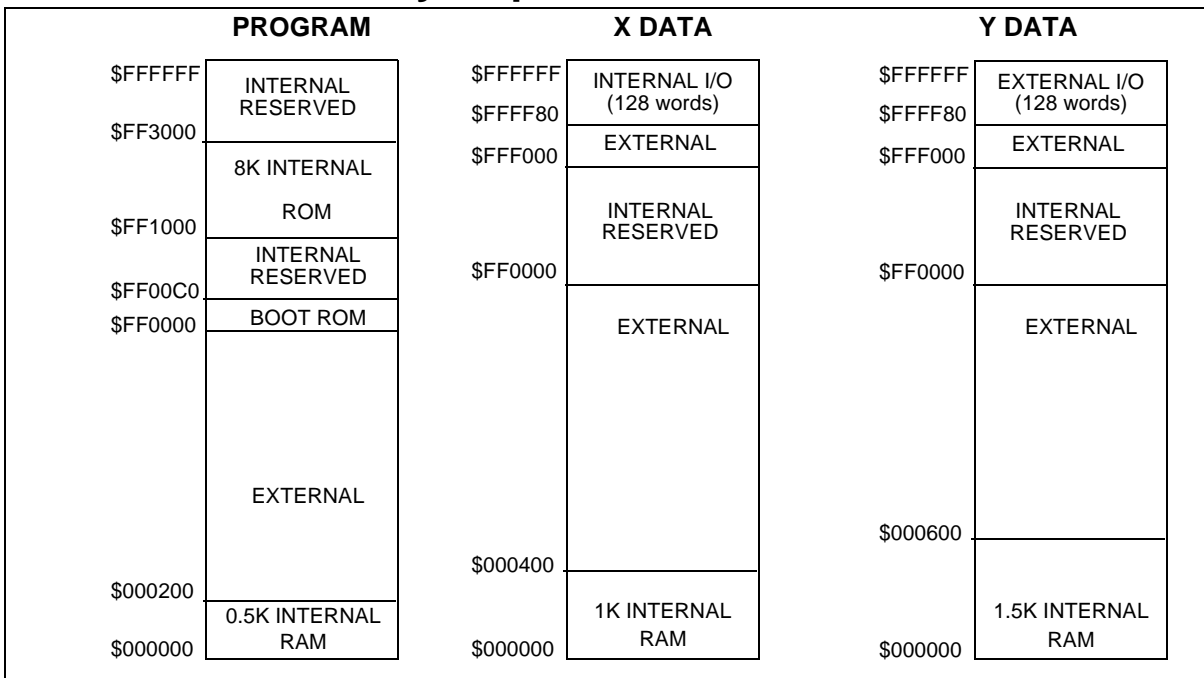 PROGRAM
$FFFFFF
INTERNAL
RESERVED
$FF3000
8K INTERNAL
ROM
$FF1000
INTERNAL
RESERVED
$FF00C0
BOOT ROM
$FF0000
EXTERNAL
$000200
0.5K INTERNAL
RAM
$000000
X DATA
$FFFFFF
INTERNAL I/O
(128 words)
$FFFF80
EXTERNAL
$FFF000
INTERNAL
RESERVED
$FF0000
EXTERNAL
$000400
1K INTERNAL
RAM
$000000
Y DATA
$FFFFFF
EXTERNAL I/O
(128 words)
$FFFF80
EXTERNAL
$FFF000
INTERNAL
RESERVED
$FF0000
EXTERNAL
$000600
1.5K INTERNAL
RAM
$000000